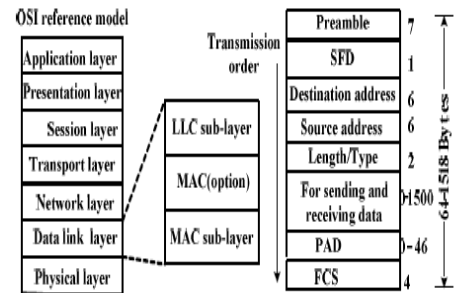 OSI reference model
Application layer
Presentation layer
Session layer
Transport layer
Network layer
Data link layer
Physical layer
LLC sub-layer
MAC(option)
MAC sub-layer
Transmission
order
Preamble 7
SFD 1
Destination address 6
Source address 6
Length/Type 2
For sending and
receiving data 0-1500
PAD 0-46
FCS 4
64-1518 Bytes